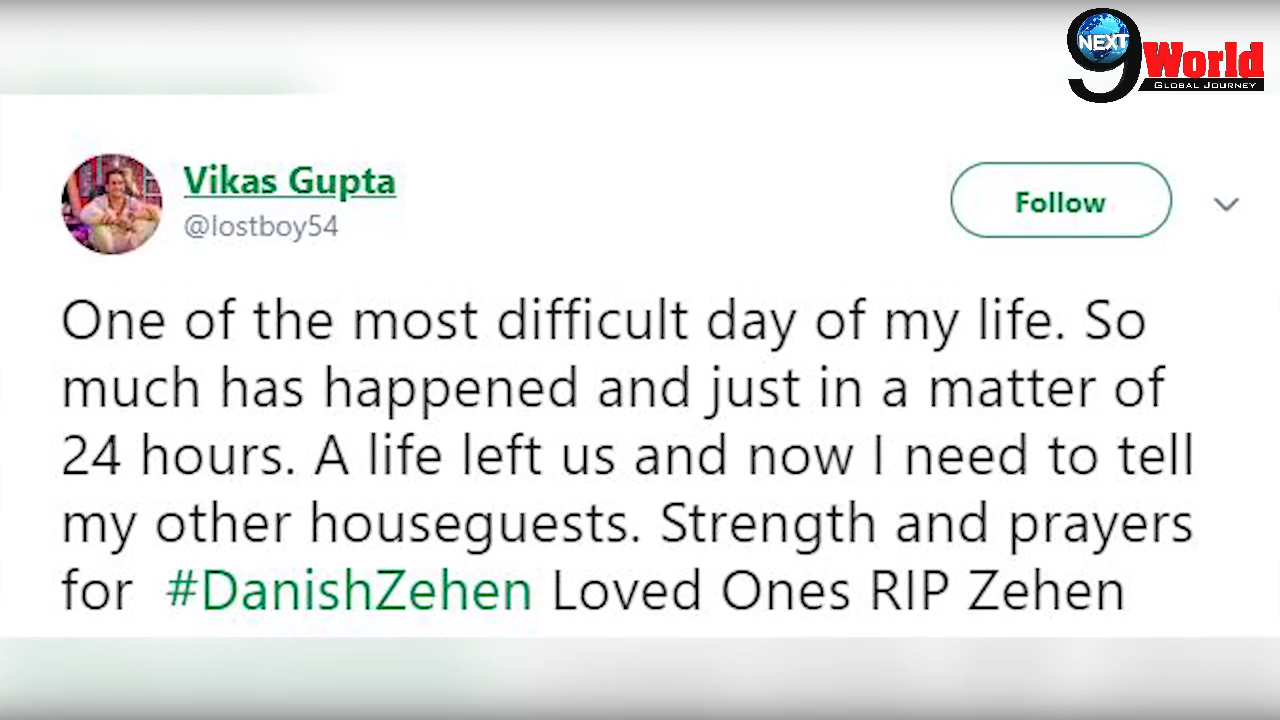 NEXT
9 World
GLOBAL JOURNEY
Vikas Gupta
@lostboy54
Follow
One of the most difficult day of my life. So
much has happened and just in a matter of
24 hours. A life left us and now I need to tell
my other houseguests. Strength and prayers
for #DanishZehen Loved Ones RIP Zehen